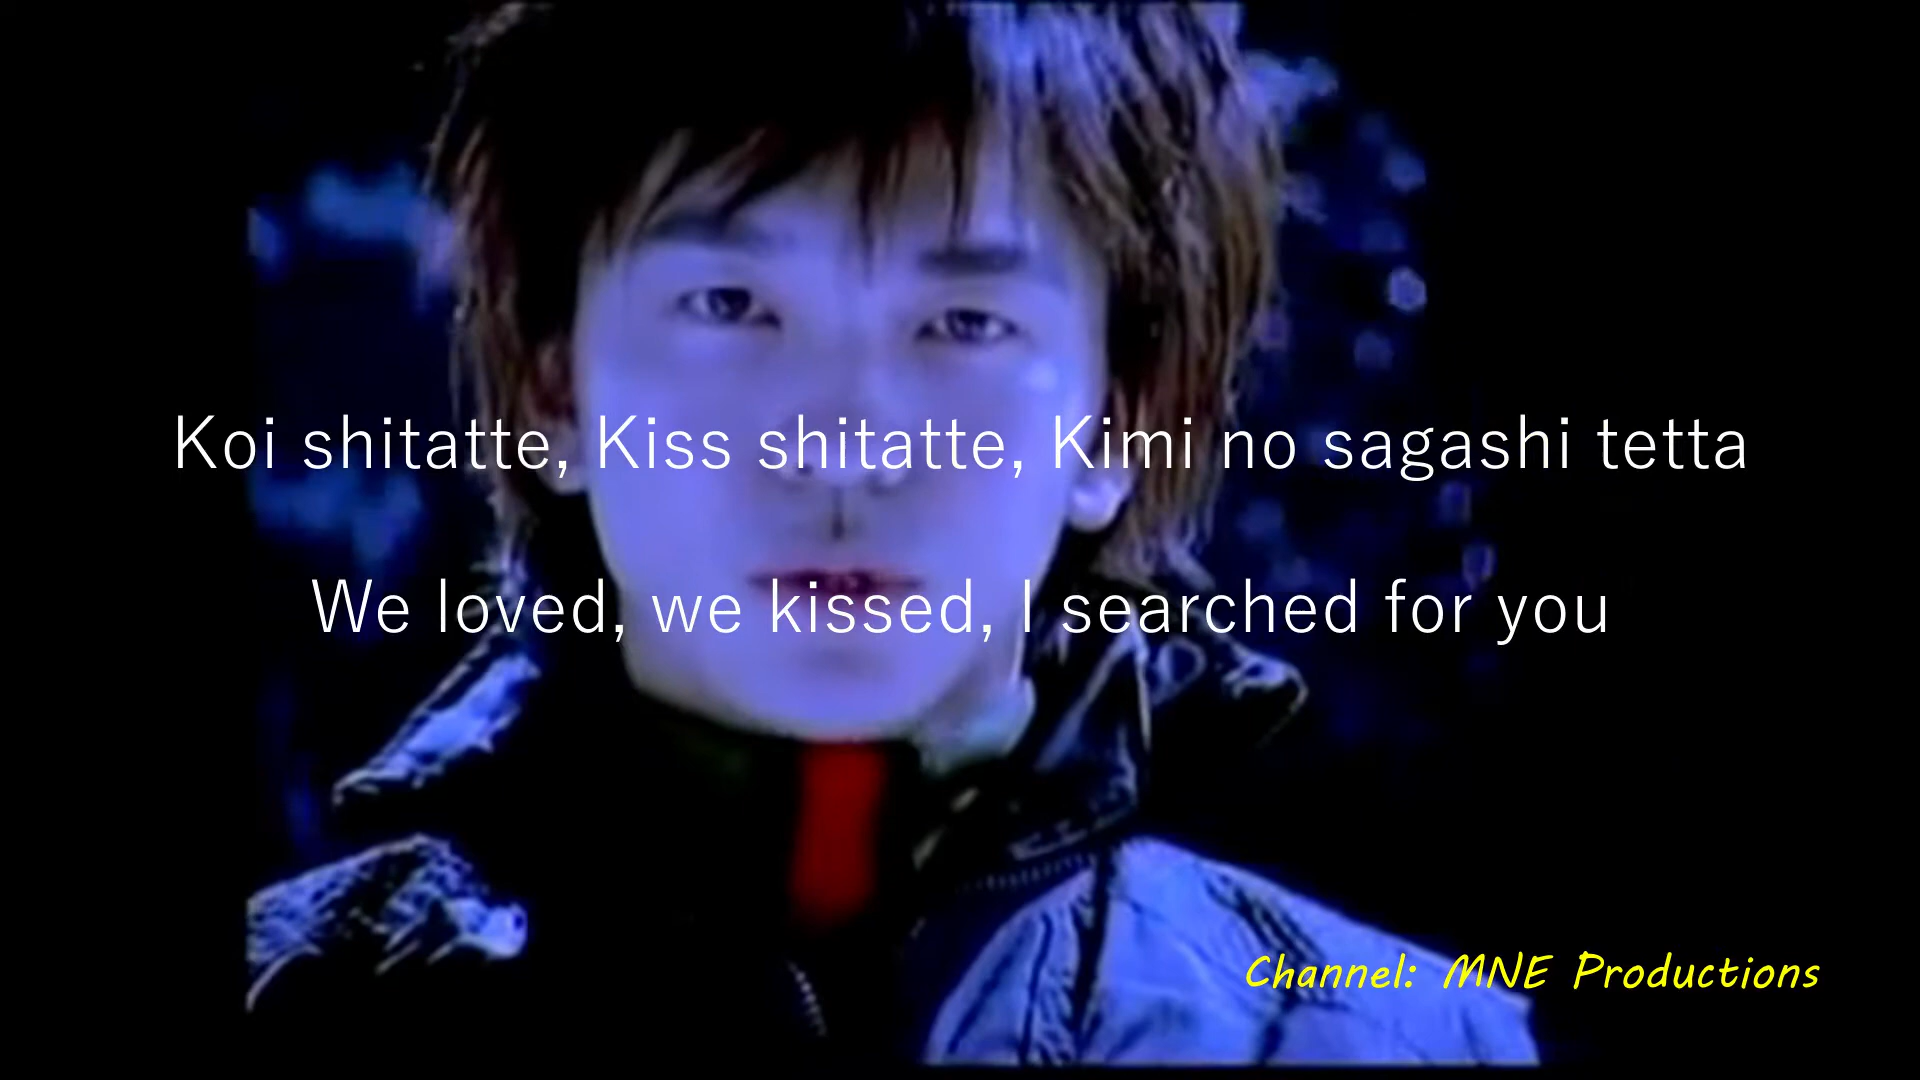 Koi shitatte, Kiss shitatte, Kimi no sagashi tetta
We loved, we kissed, I searched for you
Channel: MNE Productions